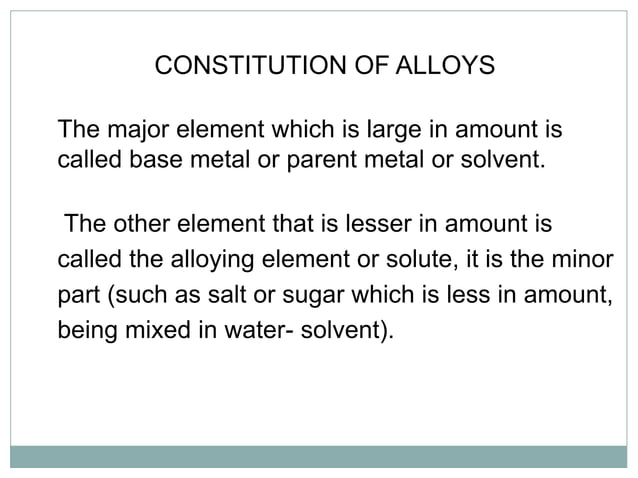 CONSTITUTION OF ALLOYS
The major element which is large in amount is
called base metal or parent metal or solvent.
The other element that is lesser in amount is
called the alloying element or solute, it is the minor
part (such as salt or sugar which is less in amount,
being mixed in water- solvent).